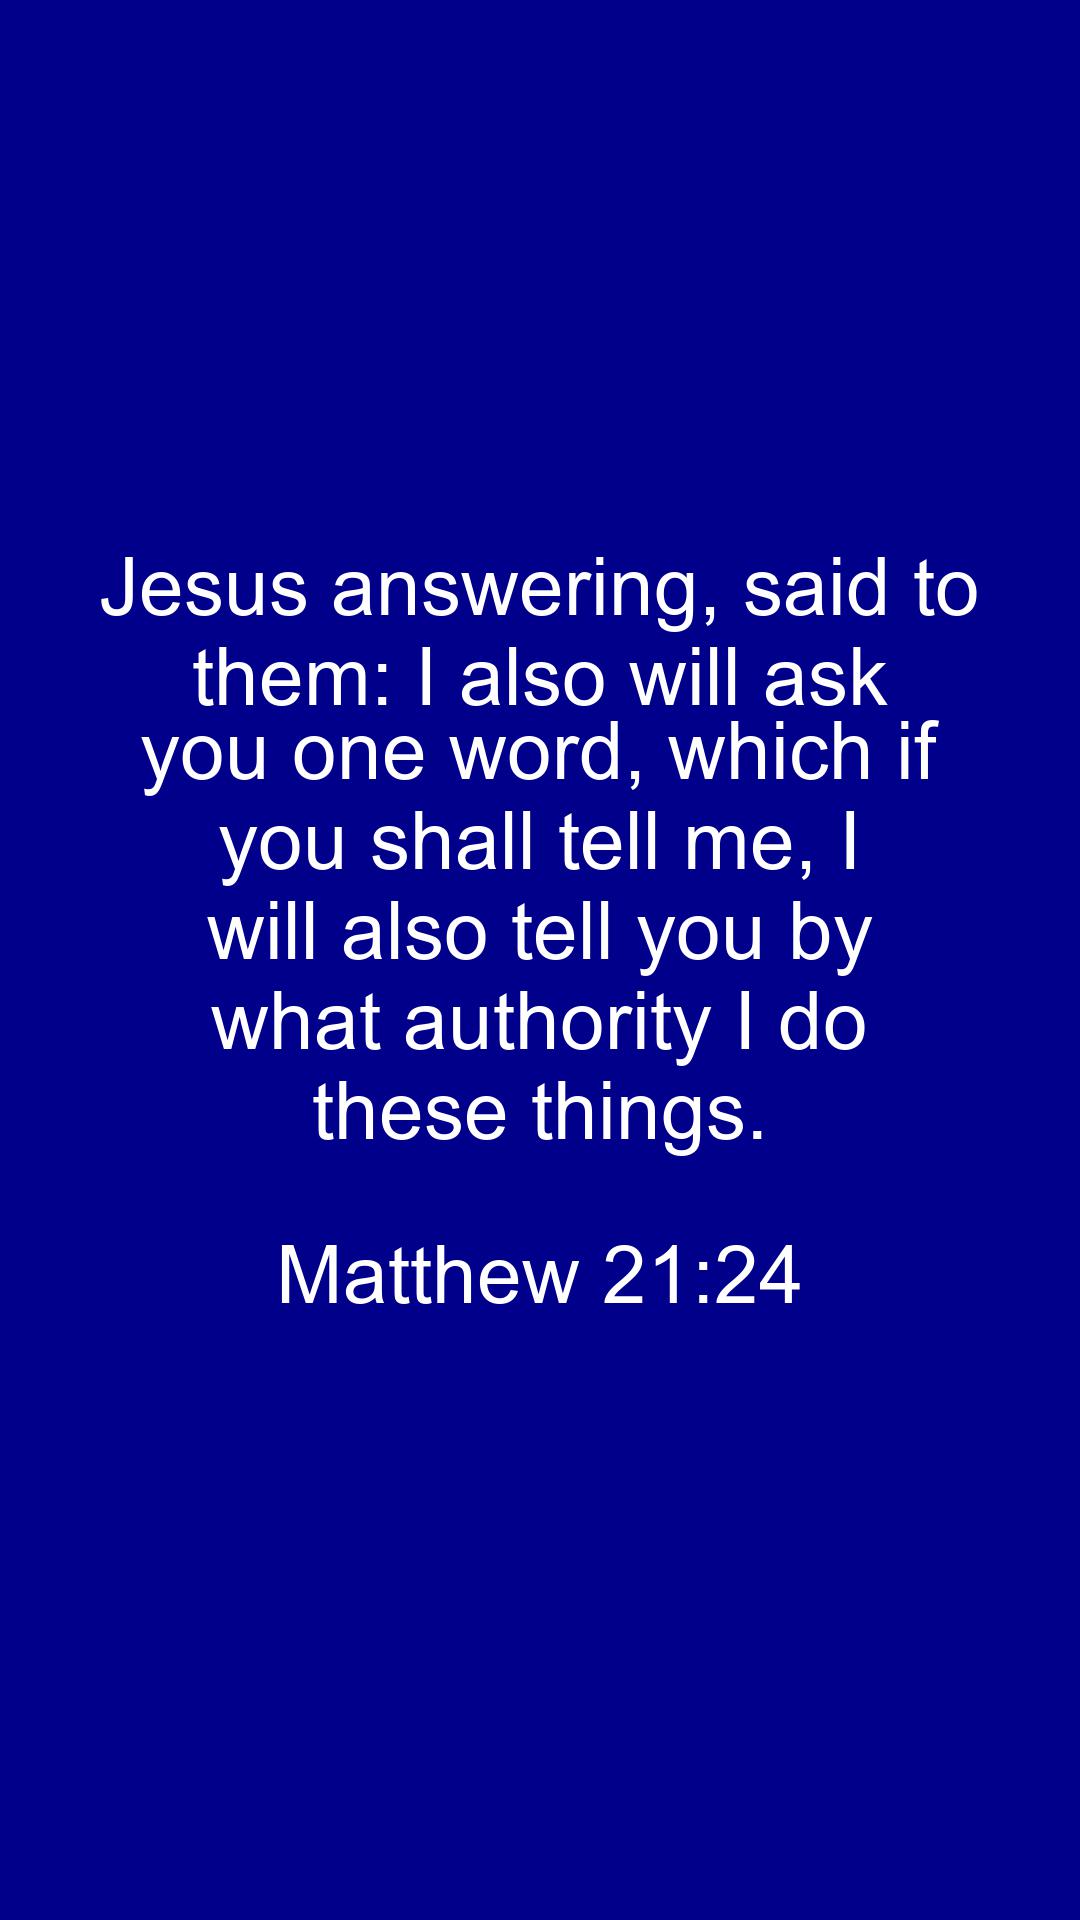 Jesus answering, said to
them: I also will ask
you one word, which if
you shall tell me, I
will also tell you by
what authority I do
these things.
Matthew 21:24